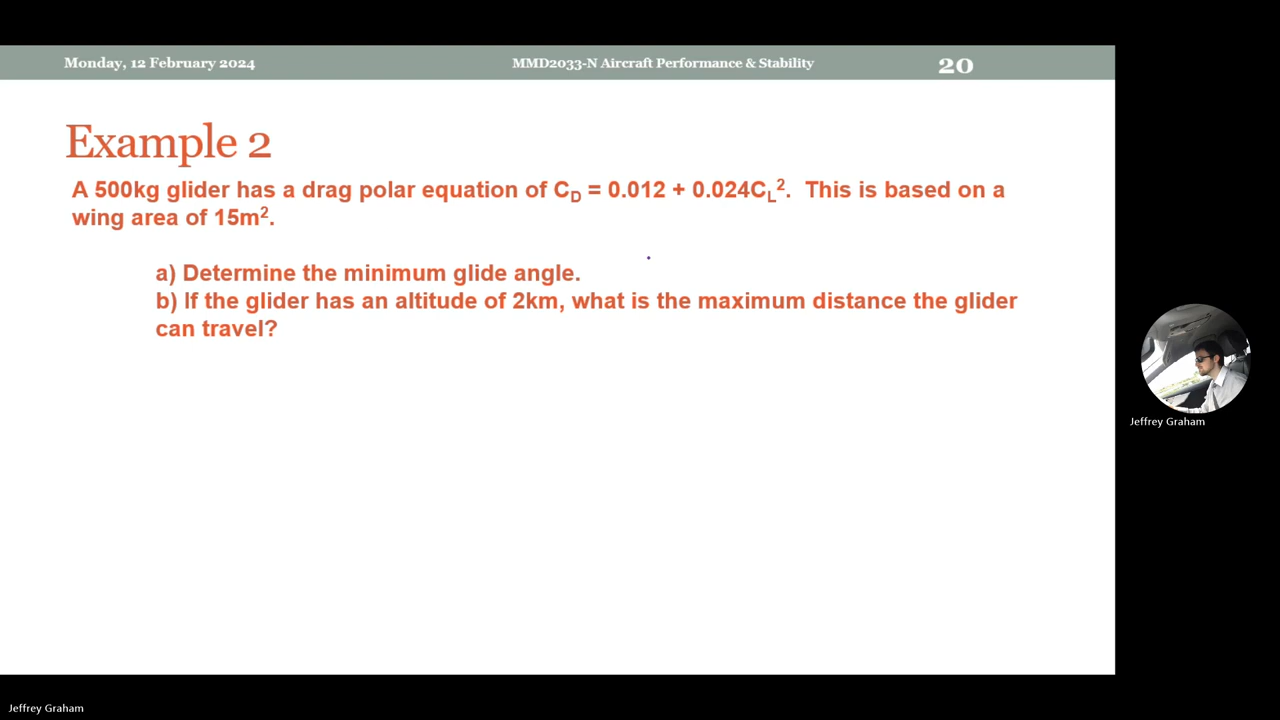 Monday, 12 February 2024
MMD2033-N Aircraft Performance & Stability
20
Example 2
A 500kg glider has a drag polar equation of C_D = 0.012 + 0.024C_L². This is based on a
wing area of 15m².
a) Determine the minimum glide angle.
b) If the glider has an altitude of 2km, what is the maximum distance the glider
can travel?
Jeffrey Graham
Jeffrey Graham